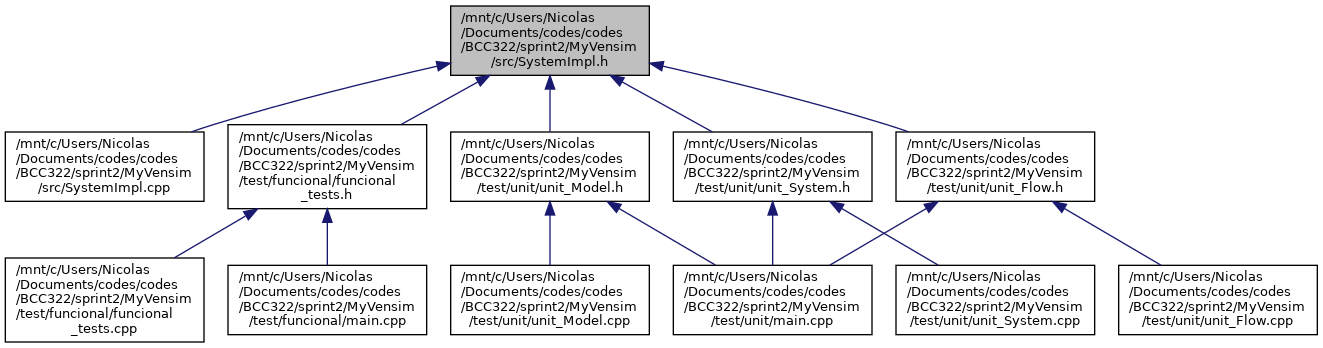 /mnt/c/Users/Nicolas
/Documents/codes/codes
/BCC322/sprint2/MyVensim
/src/SystemImpl.h
/mnt/c/Users/Nicolas
/Documents/codes/codes
/BCC322/sprint2/MyVensim
/src/SystemImpl.cpp
/mnt/c/Users/Nicolas
/Documents/codes/codes
/BCC322/sprint2/MyVensim
/test/funcional/funcional
_tests.h
/mnt/c/Users/Nicolas
/Documents/codes/codes
/BCC322/sprint2/MyVensim
/test/unit/unit_Model.h
/mnt/c/Users/Nicolas
/Documents/codes/codes
/BCC322/sprint2/MyVensim
/test/unit/unit_System.h
/mnt/c/Users/Nicolas
/Documents/codes/codes
/BCC322/sprint2/MyVensim
/test/unit/unit_Flow.h
/mnt/c/Users/Nicolas
/Documents/codes/codes
/BCC322/sprint2/MyVensim
/test/funcional/funcional
_tests.cpp
/mnt/c/Users/Nicolas
/Documents/codes/codes
/BCC322/sprint2/MyVensim
/test/funcional/main.cpp
/mnt/c/Users/Nicolas
/Documents/codes/codes
/BCC322/sprint2/MyVensim
/test/unit/unit_Model.cpp
/mnt/c/Users/Nicolas
/Documents/codes/codes
/BCC322/sprint2/MyVensim
/test/unit/main.cpp
/mnt/c/Users/Nicolas
/Documents/codes/codes
/BCC322/sprint2/MyVensim
/test/unit/unit_System.cpp
/mnt/c/Users/Nicolas
/Documents/codes/codes
/BCC322/sprint2/MyVensim
/test/unit/unit_Flow.cpp